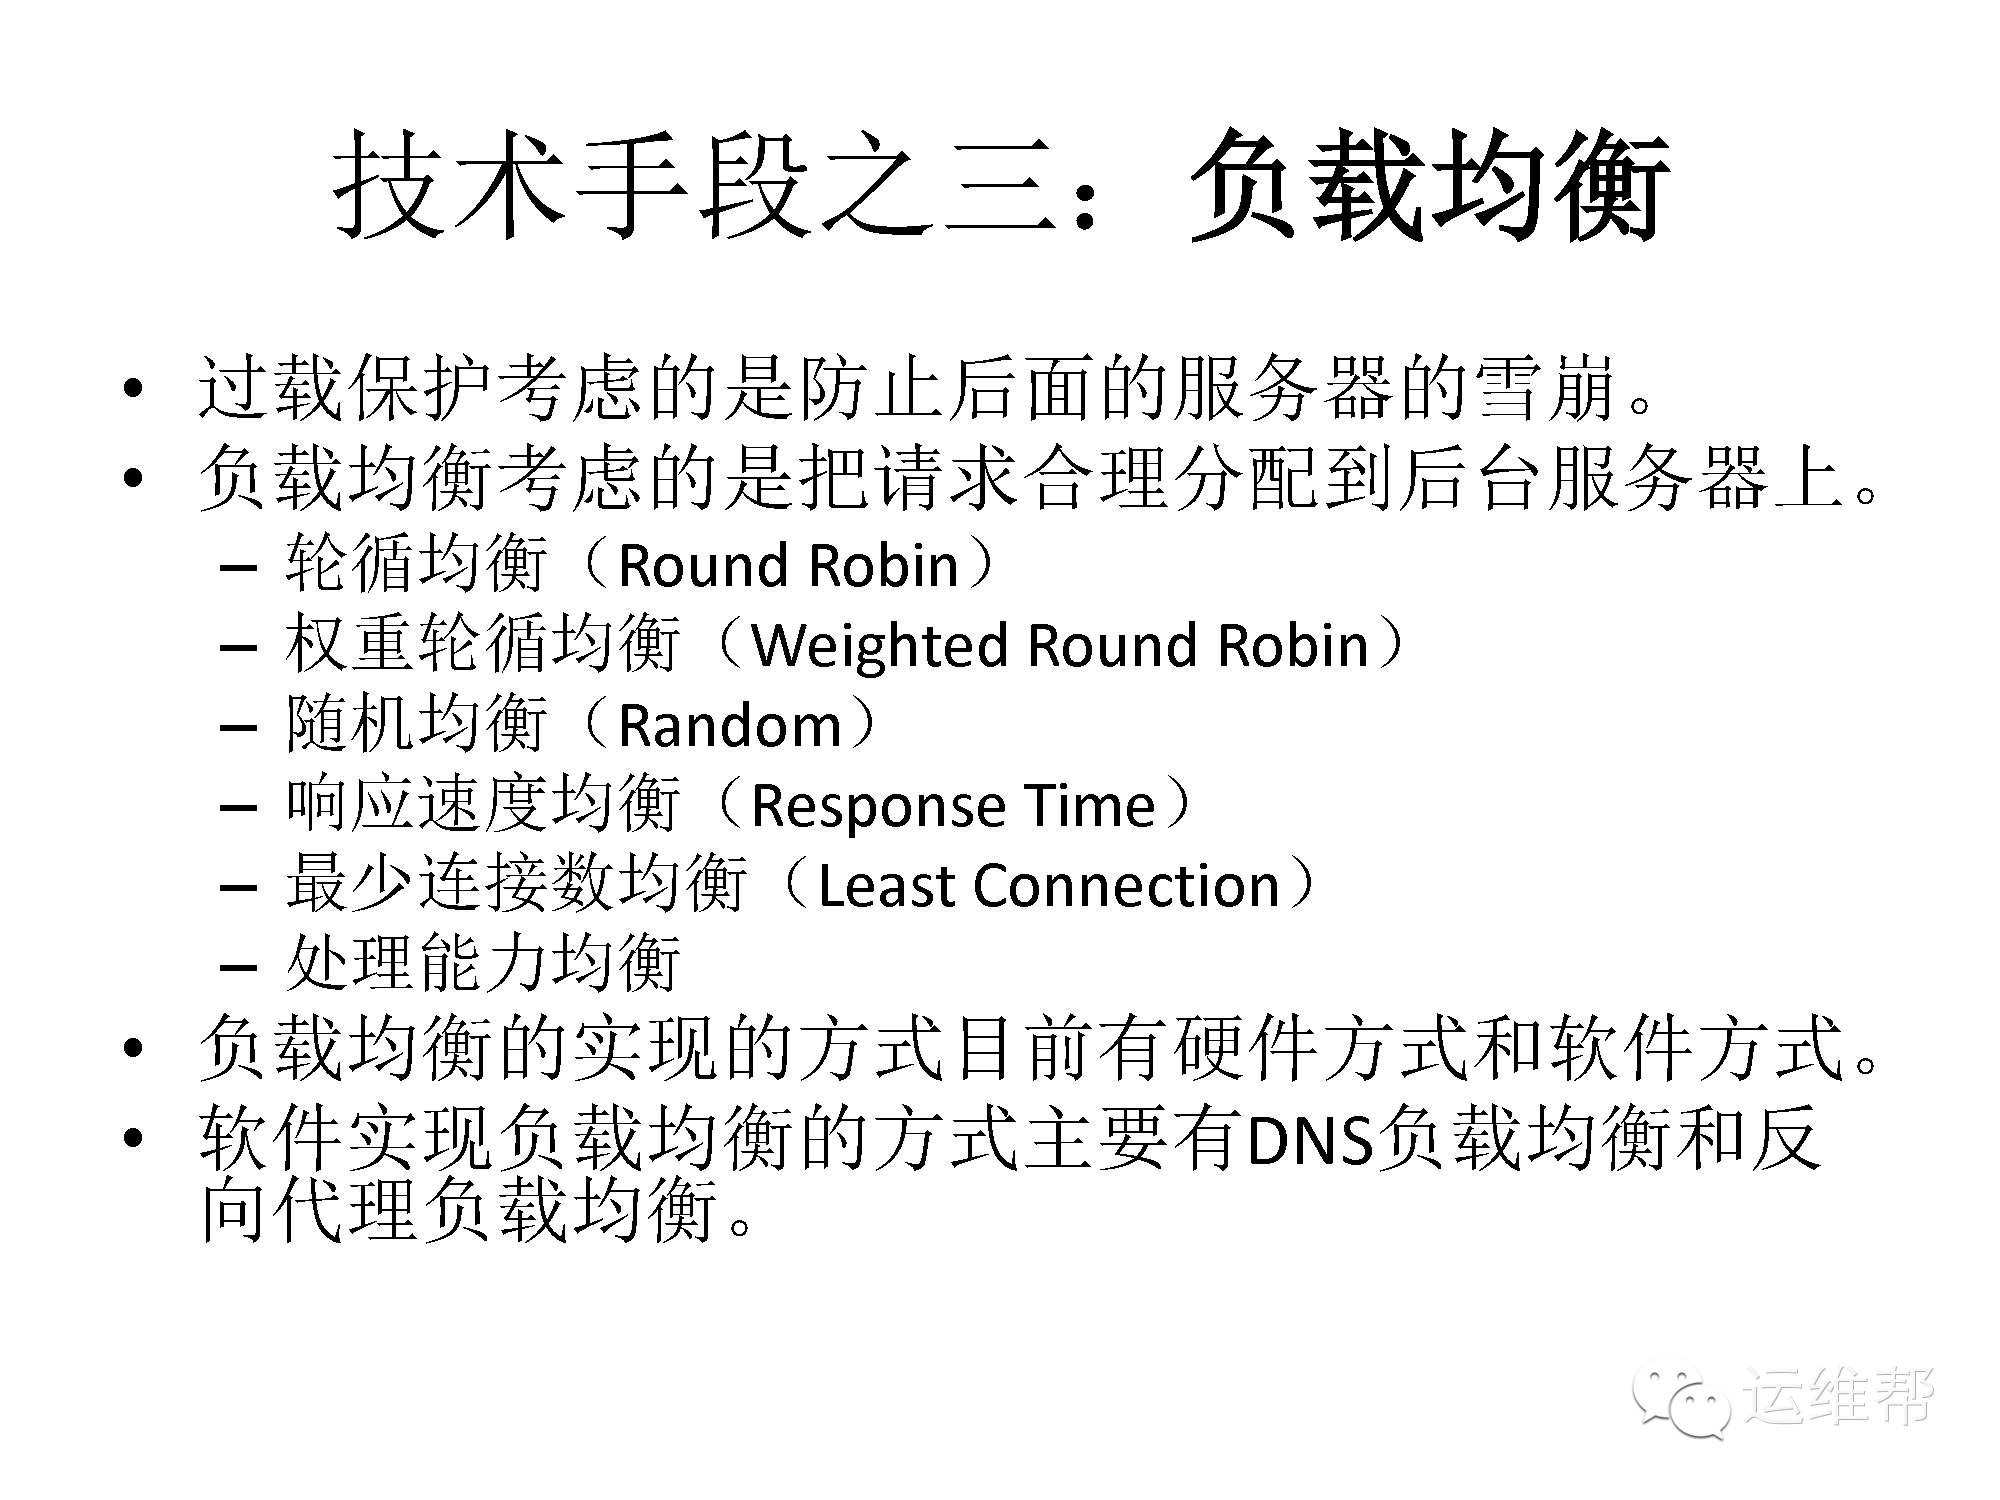 技术手段之三：负载均衡
• 过载保护考虑的是防止后面的服务器的雪崩。
• 负载均衡考虑的是把请求合理分配到后台服务器上。
– 轮循均衡（Round Robin）
– 权重轮循均衡（Weighted Round Robin）
– 随机均衡（Random）
– 响应速度均衡（Response Time）
– 最少连接数均衡（Least Connection）
– 处理能力均衡
• 负载均衡的实现的方式目前有硬件方式和软件方式。
• 软件实现负载均衡的方式主要有DNS负载均衡和反
向代理负载均衡。
运维帮